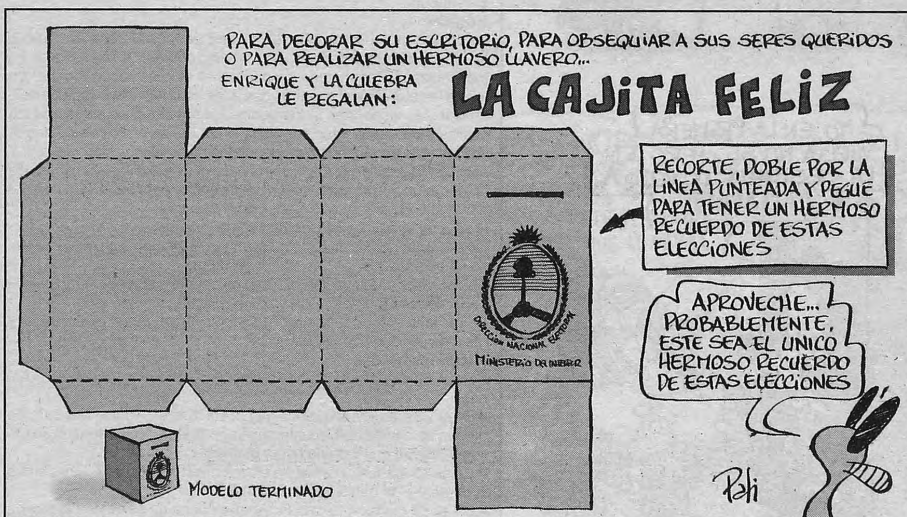 PARA DECORAR SU ESCRITORIO, PARA OBSEQUIAR A SUS SERES QUERIDOS
O PARA REALIZAR UN HERMOSO LLAVERO...
ENRIQUE Y LA CULEBRA
LE REGALAN:
LA CAJITA FELIZ
RECORTE, DOBLE POR LA
LINEA PUNTEADA Y PEGUE
PARA TENER UN HERMOSO
RECUERDO DE ESTAS
ELECCIONES
DIRECCION NACIONAL ELECTORAL
MINISTERIO DEL INTERIOR
APROVECHE...
PROBABLEMENTE,
ESTE SEA EL UNICO
HERMOSO RECUERDO
DE ESTAS ELECCIONES
MODELO TERMINADO
Pati